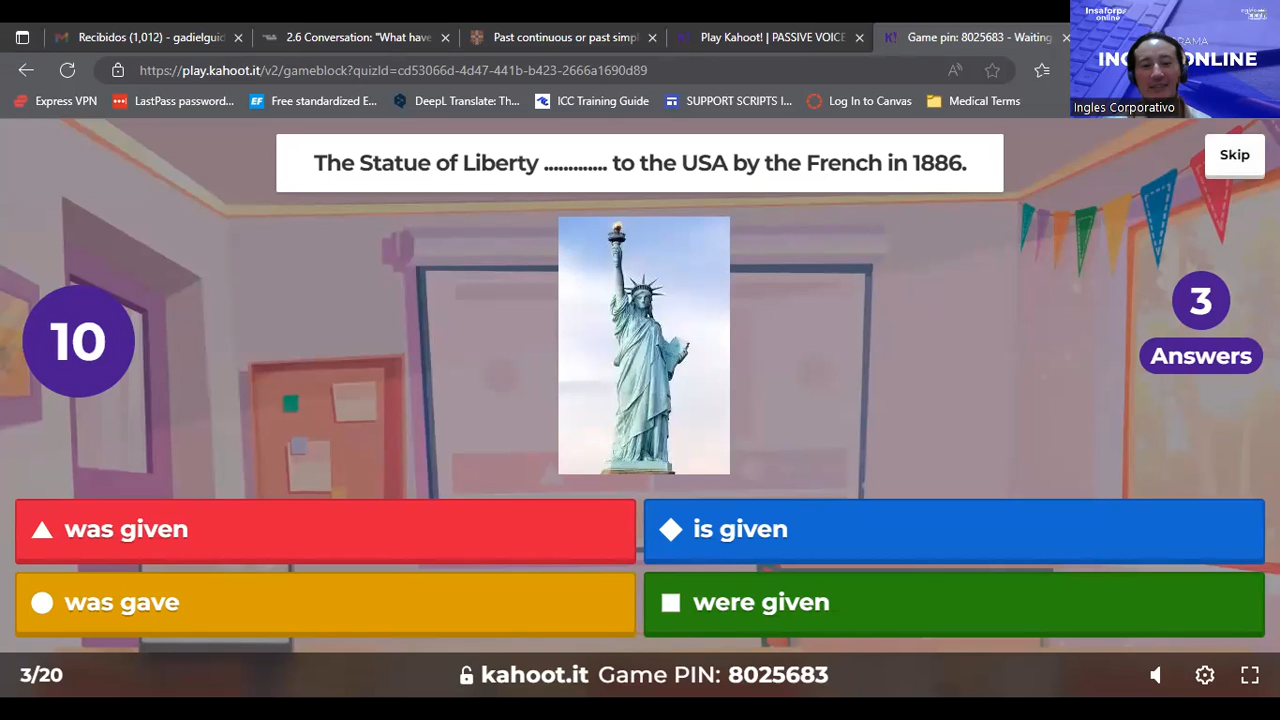 Recibidos (1,012) - gadielguid
2.6 Conversation: "What have
Past continuous or past simpl
Play Kahoot! | PASSIVE VOICE
Game pin: 8025683 - Waiting
https://play.kahoot.it/v2/gameblock?quizId=cd53066d-4d47-441b-b423-2666a1690d89
Express VPN
LastPass password...
Free standardized E...
DeepL Translate: Th...
ICC Training Guide
SUPPORT SCRIPTS I...
Log In to Canvas
Medical Terms
Insaforp
online
Ingles Corporativo
The Statue of Liberty ............. to the USA by the French in 1886.
Skip
10
3
Answers
was given
is given
was gave
were given
3/20
kahoot.it Game PIN: 8025683